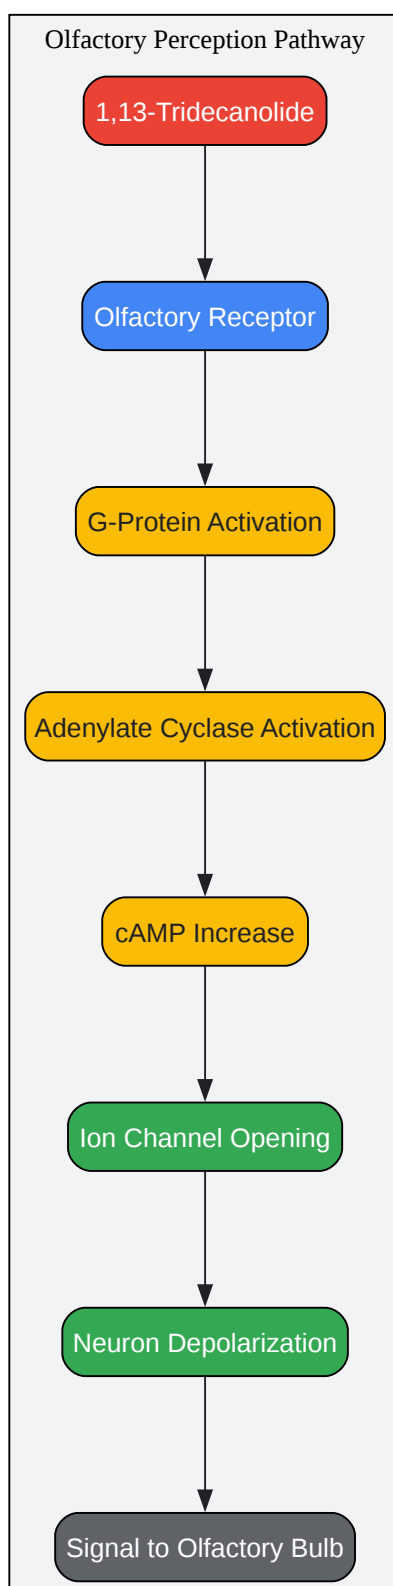 Olfactory Perception Pathway
1,13-Tridecanolide
Olfactory Receptor
G-Protein Activation
Adenylate Cyclase Activation
cAMP Increase
Ion Channel Opening
Neuron Depolarization
Signal to Olfactory Bulb